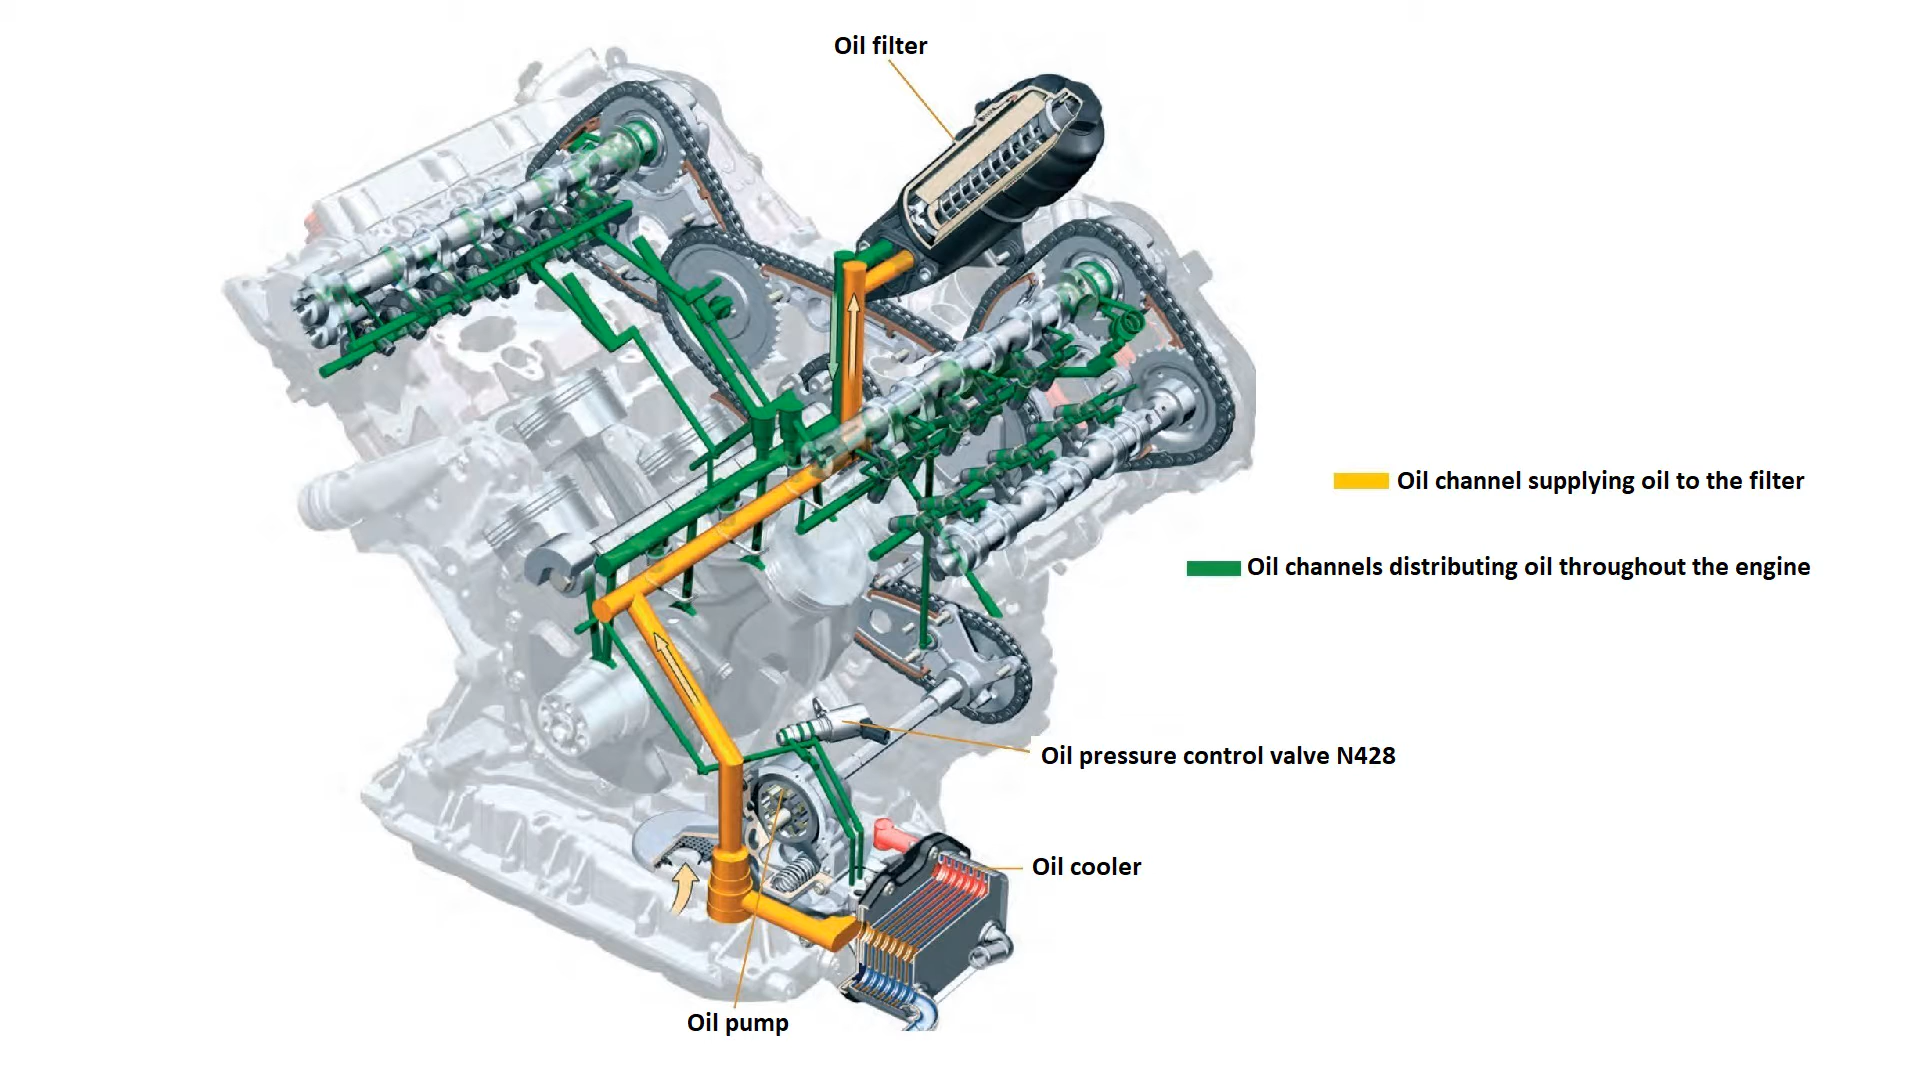 Oil filter
Oil channel supplying oil to the filter
Oil channels distributing oil throughout the engine
Oil pressure control valve N428
Oil cooler
Oil pump